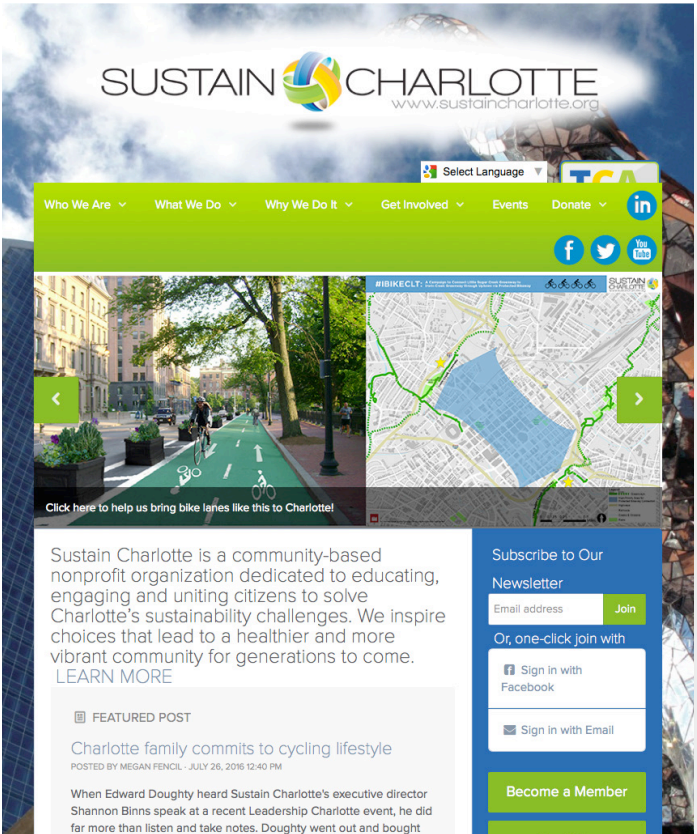 SUSTAIN CHARLOTTE
www.sustaincharlotte.org
Select Language
Who We Are
What We Do
Why We Do It
Get Involved
Events
Donate
in
f
You
Tube
#IBIKECLT:
SUSTAIN
CHARLOTTE
Click here to help us bring bike lanes like this to Charlotte!
Sustain Charlotte is a community-based
nonprofit organization dedicated to educating,
engaging and uniting citizens to solve
Charlotte's sustainability challenges. We inspire
choices that lead to a healthier and more
vibrant community for generations to come.
LEARN MORE
FEATURED POST
Charlotte family commits to cycling lifestyle
POSTED BY MEGAN FENCIL - JULY 26, 2016 12:40 PM
When Edward Doughty heard Sustain Charlotte's executive director
Shannon Binns speak at a recent Leadership Charlotte event, he did
far more than listen and take notes. Doughty went out and bought
Subscribe to Our
Newsletter
Email address
Join
Or, one-click join with
Sign in with
Facebook
Sign in with Email
Become a Member